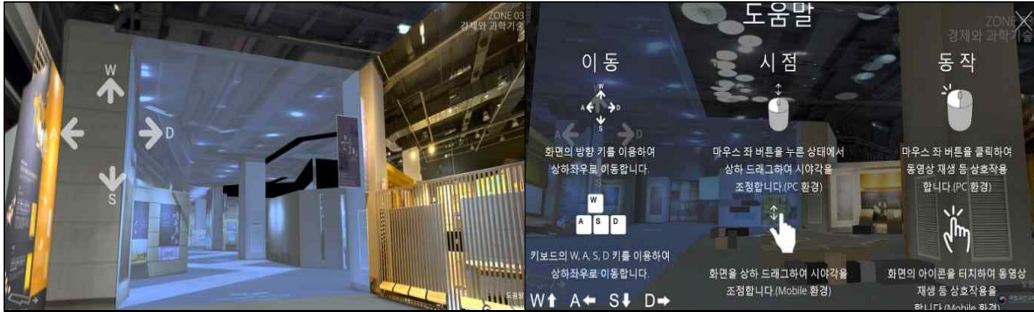 ZONE 03
경제와 과학기술
W
A
D
S
도움말
ZONE
경제와 과학기술
이동
시점
동작
W
A
D
S
A
D
화면의 방향 키를 이용하여
상하좌우로 이동합니다.
마우스 좌 버튼을 누른 상태에서
상하 드래그하여 시야각을
조정합니다.(PC 환경)
마우스 좌 버튼을 클릭하여
동영상 재생 등 상호작용
합니다.(PC 환경)
W
A S D
키보드의 W, A, S, D 키를 이용하여
상하좌우로 이동합니다.
화면을 상하 드래그하여 시야각을
조정합니다.(Mobile 환경)
화면의 아이콘을 터치하여 동영상
재생 등 상호작용을
합니다.(Mobile 환경)
W⬆ A⬅ S⬇ D➡
도움말